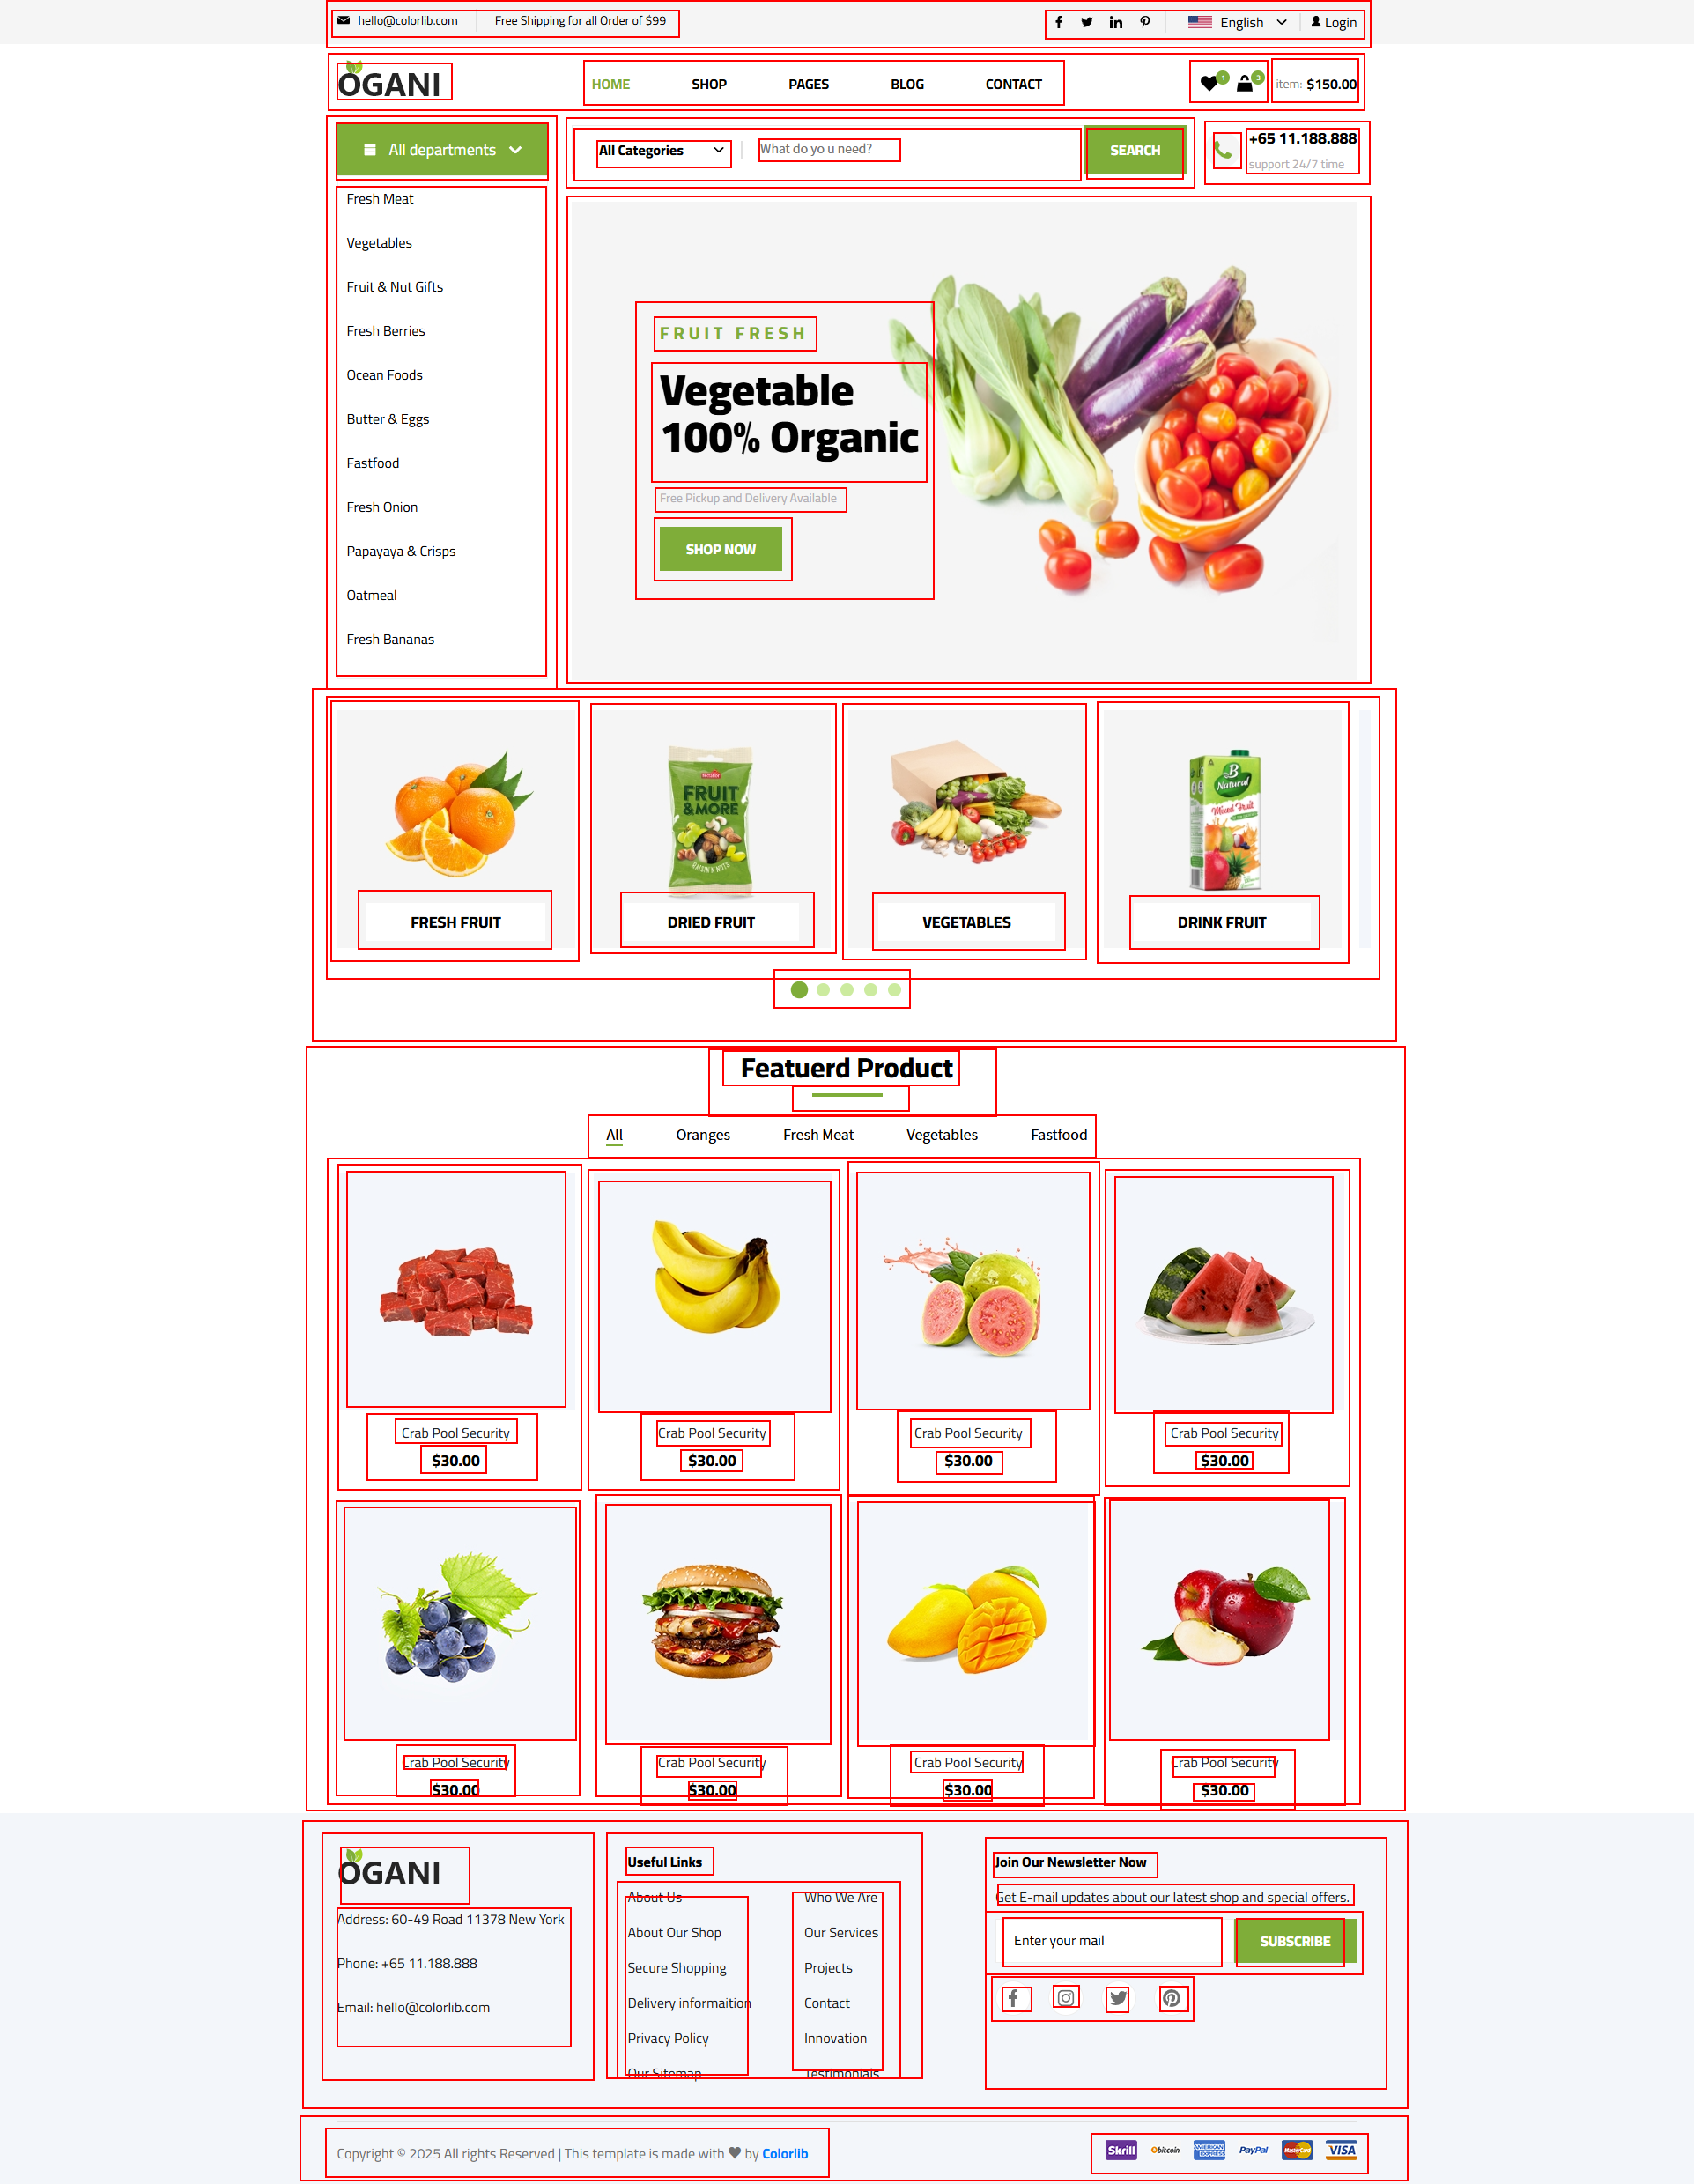 hello@colorlib.com Free Shipping for all Order of $99 English Login
OGANI HOME SHOP PAGES BLOG CONTACT 1 3 item: $150.00
All departments All Categories What do yo u need? SEARCH +65 11.188.888
support 24/7 time
Fresh Meat
Vegetables
Fruit & Nut Gifts
Fresh Berries
Ocean Foods
Butter & Eggs
Fastfood
Fresh Onion
Papayaya & Crisps
Oatmeal
Fresh Bananas
FRUIT FRESH
Vegetable
100% Organic
Free Pickup and Delivery Available
SHOP NOW
FRUIT
& MORE
B
Natural
Mixed Fruit
FRESH FRUIT DRIED FRUIT VEGETABLES DRINK FRUIT
Featuerd Product
All Oranges Fresh Meat Vegetables Fastfood
Crab Pool Security Crab Pool Security Crab Pool Security Crab Pool Security
$30.00 $30.00 $30.00 $30.00
Crab Pool Security Crab Pool Security Crab Pool Security Crab Pool Security
$30.00 $30.00 $30.00 $30.00
OGANI
Address: 60-49 Road 11378 New York
Phone: +65 11.188.888
Email: hello@colorlib.com
Useful Links
About Us Who We Are
About Our Shop Our Services
Secure Shopping Projects
Delivery informaition Contact
Privacy Policy Innovation
Our Sitemap Testimonials
Join Our Newsletter Now
Get E-mail updates about our latest shop and special offers.
Enter your mail SUBSCRIBE
Copyright © 2025 All rights Reserved | This template is made with ♥ by Colorlib
Skrill bitcoin AMERICAN EXPRESS PayPal MasterCard VISA